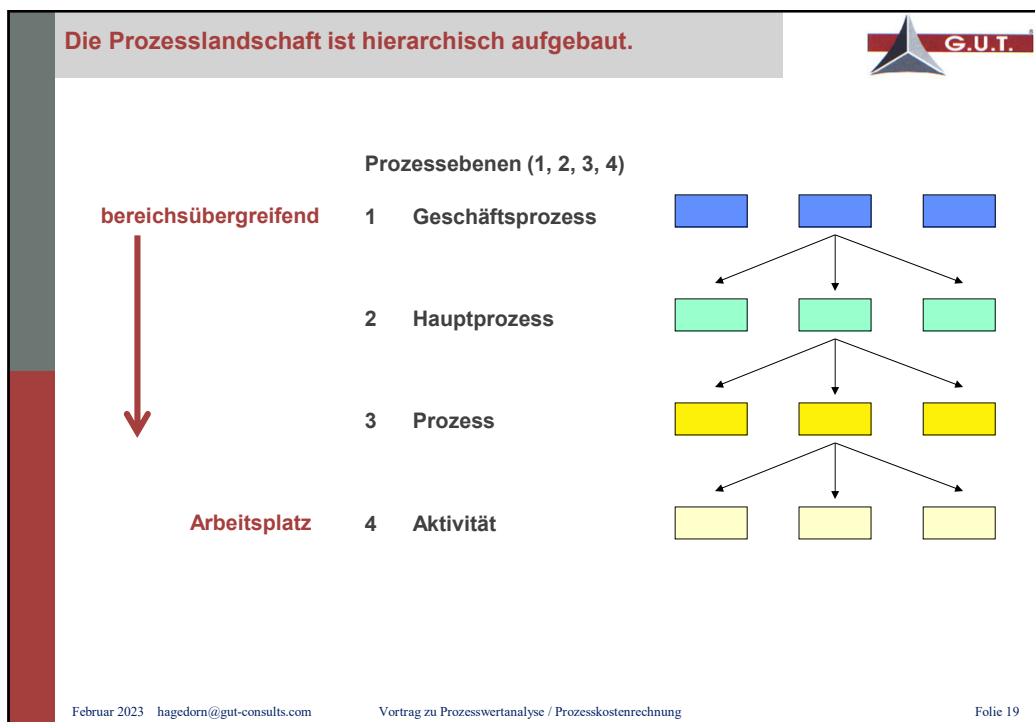 Die Prozesslandschaft ist hierarchisch aufgebaut.
G.U.T.®
Prozessebenen (1, 2, 3, 4)
bereichsübergreifend 1 Geschäftsprozess
2 Hauptprozess
3 Prozess
Arbeitsplatz 4 Aktivität
Februar 2023 hagedorn@gut-consults.com Vortrag zu Prozesswertanalyse / Prozesskostenrechnung Folie 19